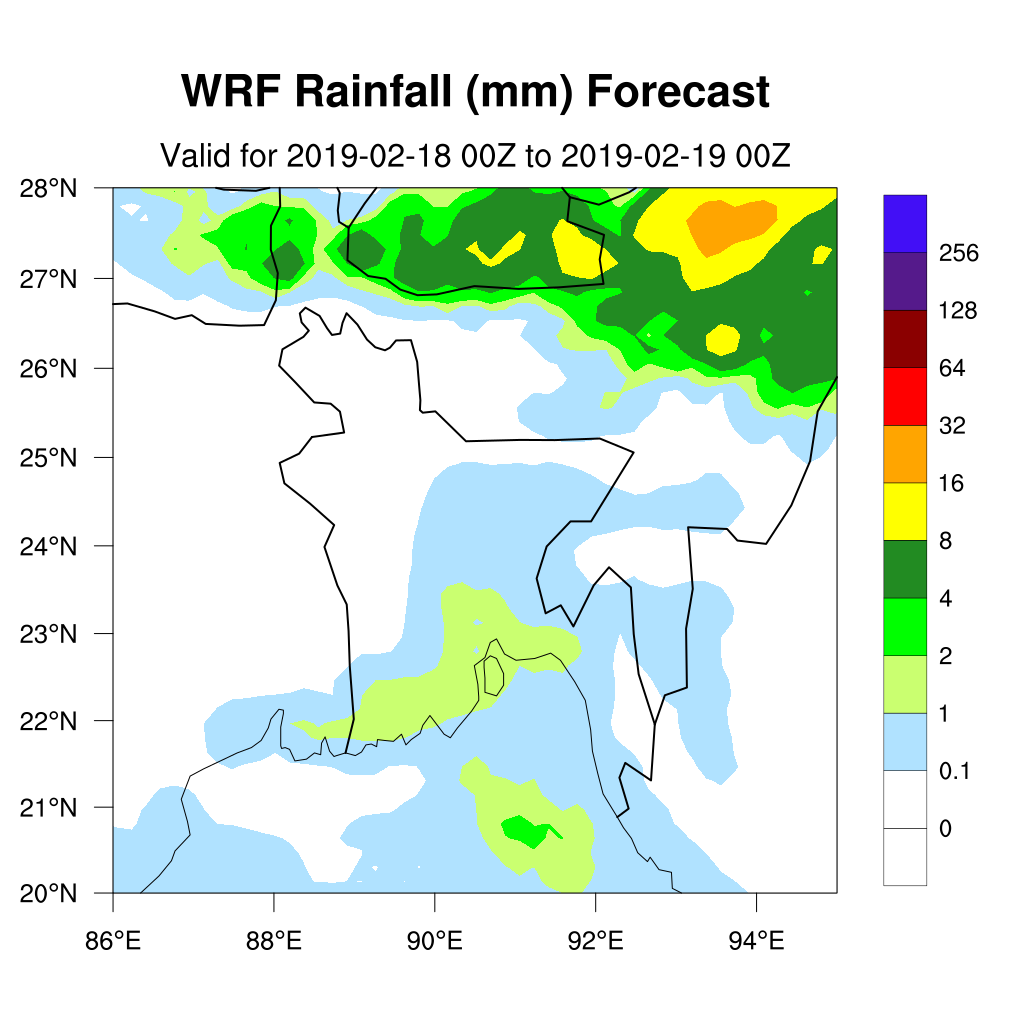 WRF Rainfall (mm) Forecast
Valid for 2019-02-18 00Z to 2019-02-19 00Z
28°N
27°N
26°N
25°N
24°N
23°N
22°N
21°N
20°N
86°E 88°E 90°E 92°E 94°E
256
128
64
32
16
8
4
2
1
0.1
0